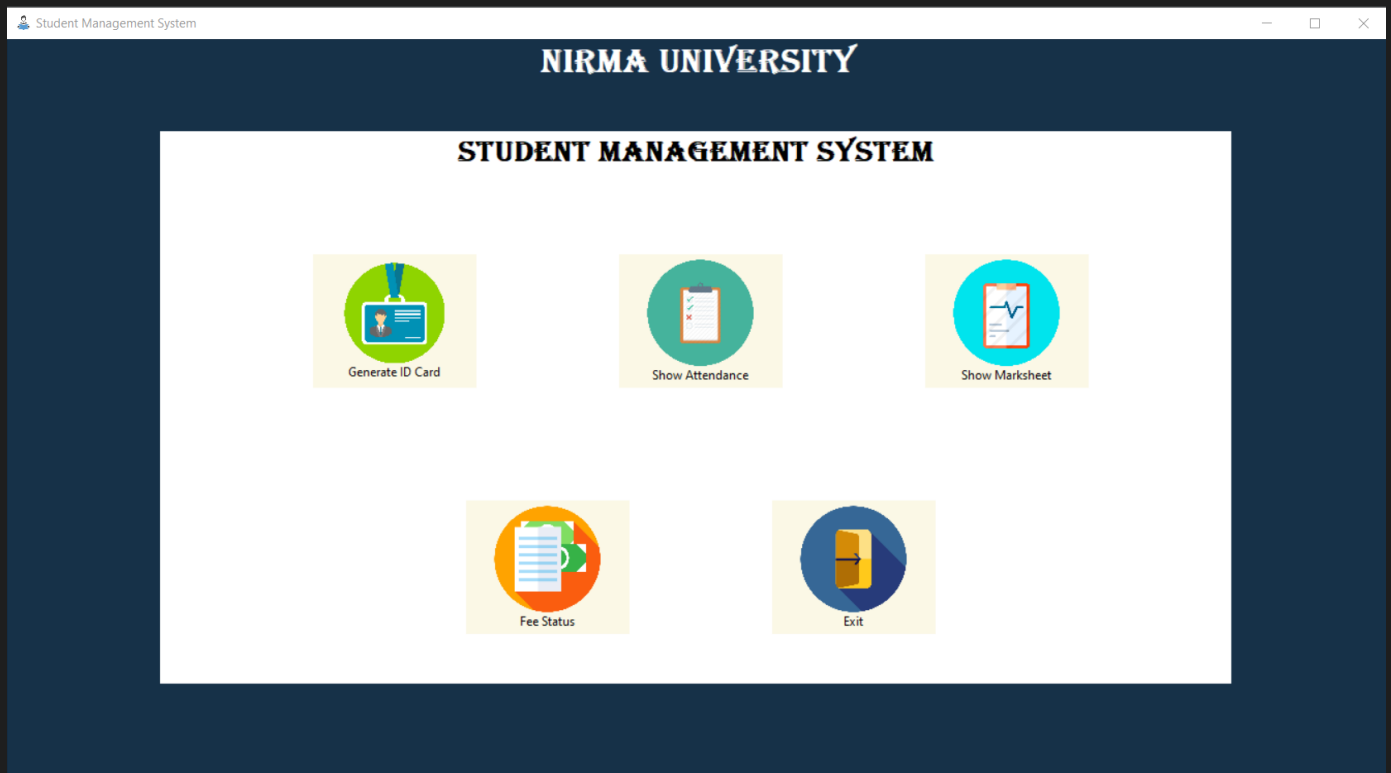 Student Management System
NIRMA UNIVERSITY
STUDENT MANAGEMENT SYSTEM
Generate ID Card
Show Attendance
Show Marksheet
Fee Status
Exit